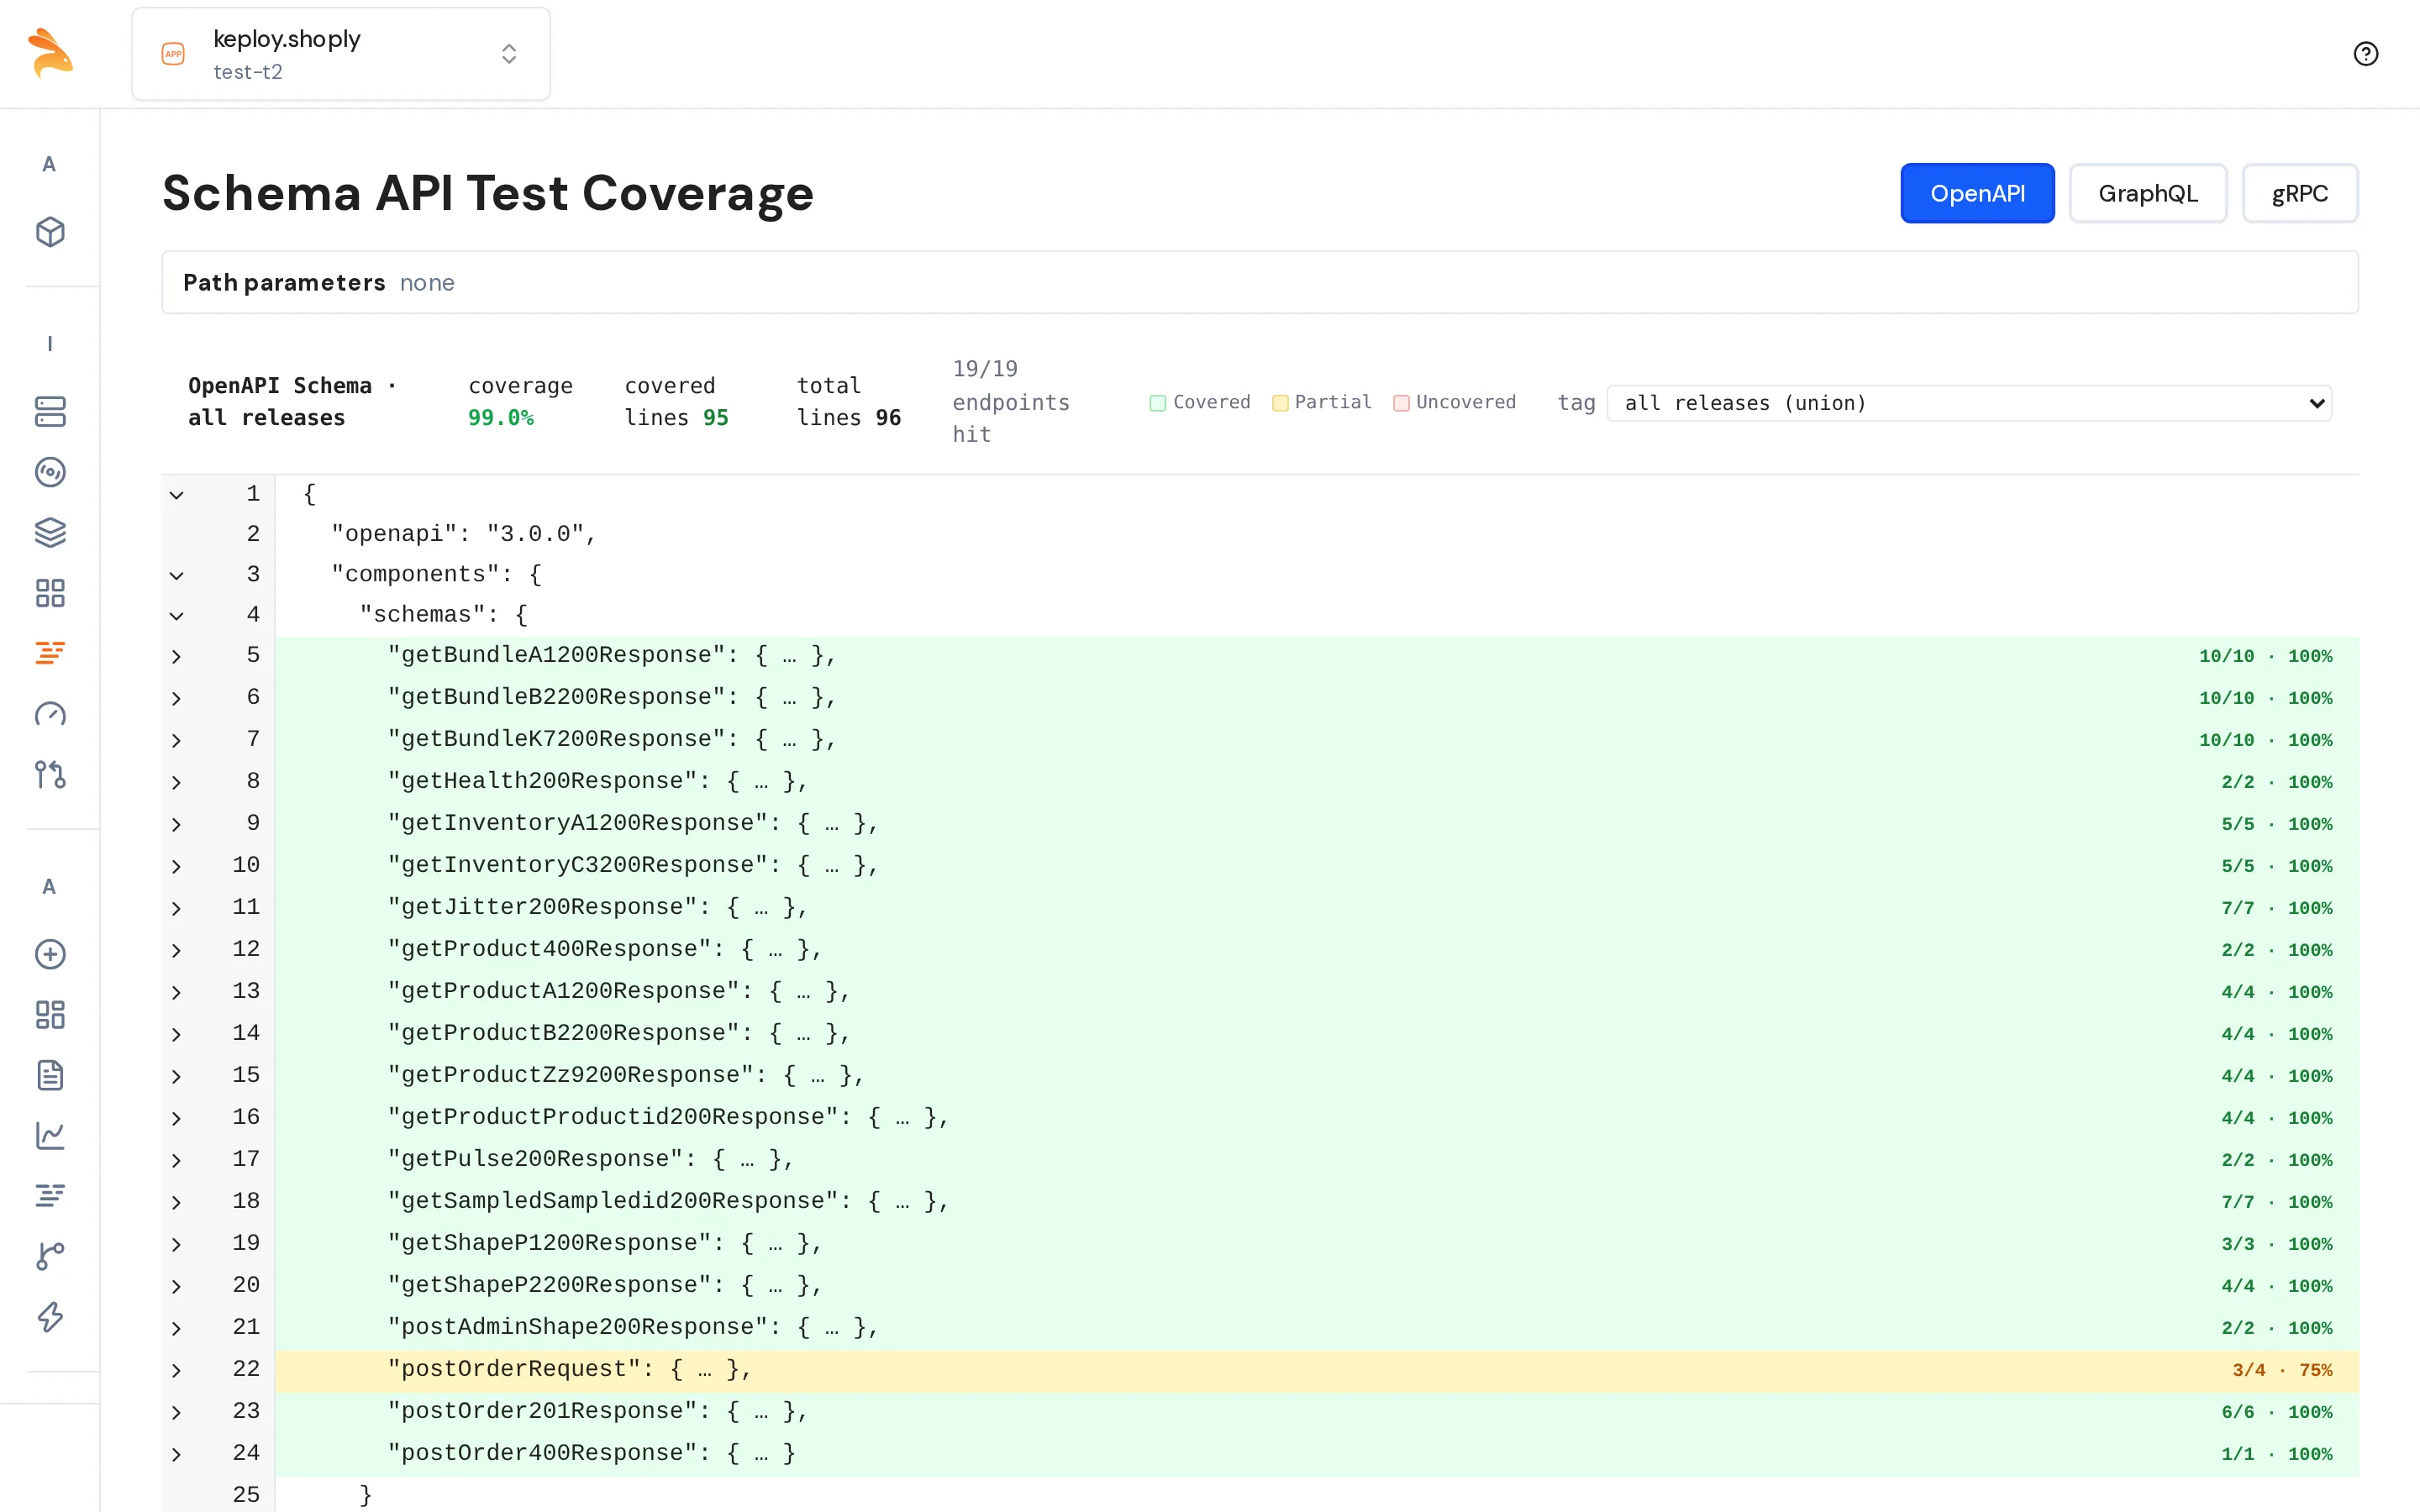 APP
keploy.shoply
test-t2
A
I
A
Schema API Test Coverage
OpenAPI
GraphQL
gRPC
Path parameters none
OpenAPI Schema ·
all releases
coverage
99.0%
covered
lines 95
total
lines 96
19/19
endpoints
hit
Covered
Partial
Uncovered
tag
all releases (union)
1 {
2 "openapi": "3.0.0",
3 "components": {
4 "schemas": {
5 "getBundleA1200Response": { … }, 10/10 · 100%
6 "getBundleB2200Response": { … }, 10/10 · 100%
7 "getBundleK7200Response": { … }, 10/10 · 100%
8 "getHealth200Response": { … }, 2/2 · 100%
9 "getInventoryA1200Response": { … }, 5/5 · 100%
10 "getInventoryC3200Response": { … }, 5/5 · 100%
11 "getJitter200Response": { … }, 7/7 · 100%
12 "getProduct400Response": { … }, 2/2 · 100%
13 "getProductA1200Response": { … }, 4/4 · 100%
14 "getProductB2200Response": { … }, 4/4 · 100%
15 "getProductZz9200Response": { … }, 4/4 · 100%
16 "getProductProductid200Response": { … }, 4/4 · 100%
17 "getPulse200Response": { … }, 2/2 · 100%
18 "getSampledSampledid200Response": { … }, 7/7 · 100%
19 "getShapeP1200Response": { … }, 3/3 · 100%
20 "getShapeP2200Response": { … }, 4/4 · 100%
21 "postAdminShape200Response": { … }, 2/2 · 100%
22 "postOrderRequest": { … }, 3/4 · 75%
23 "postOrder201Response": { … }, 6/6 · 100%
24 "postOrder400Response": { … } 1/1 · 100%
25 }